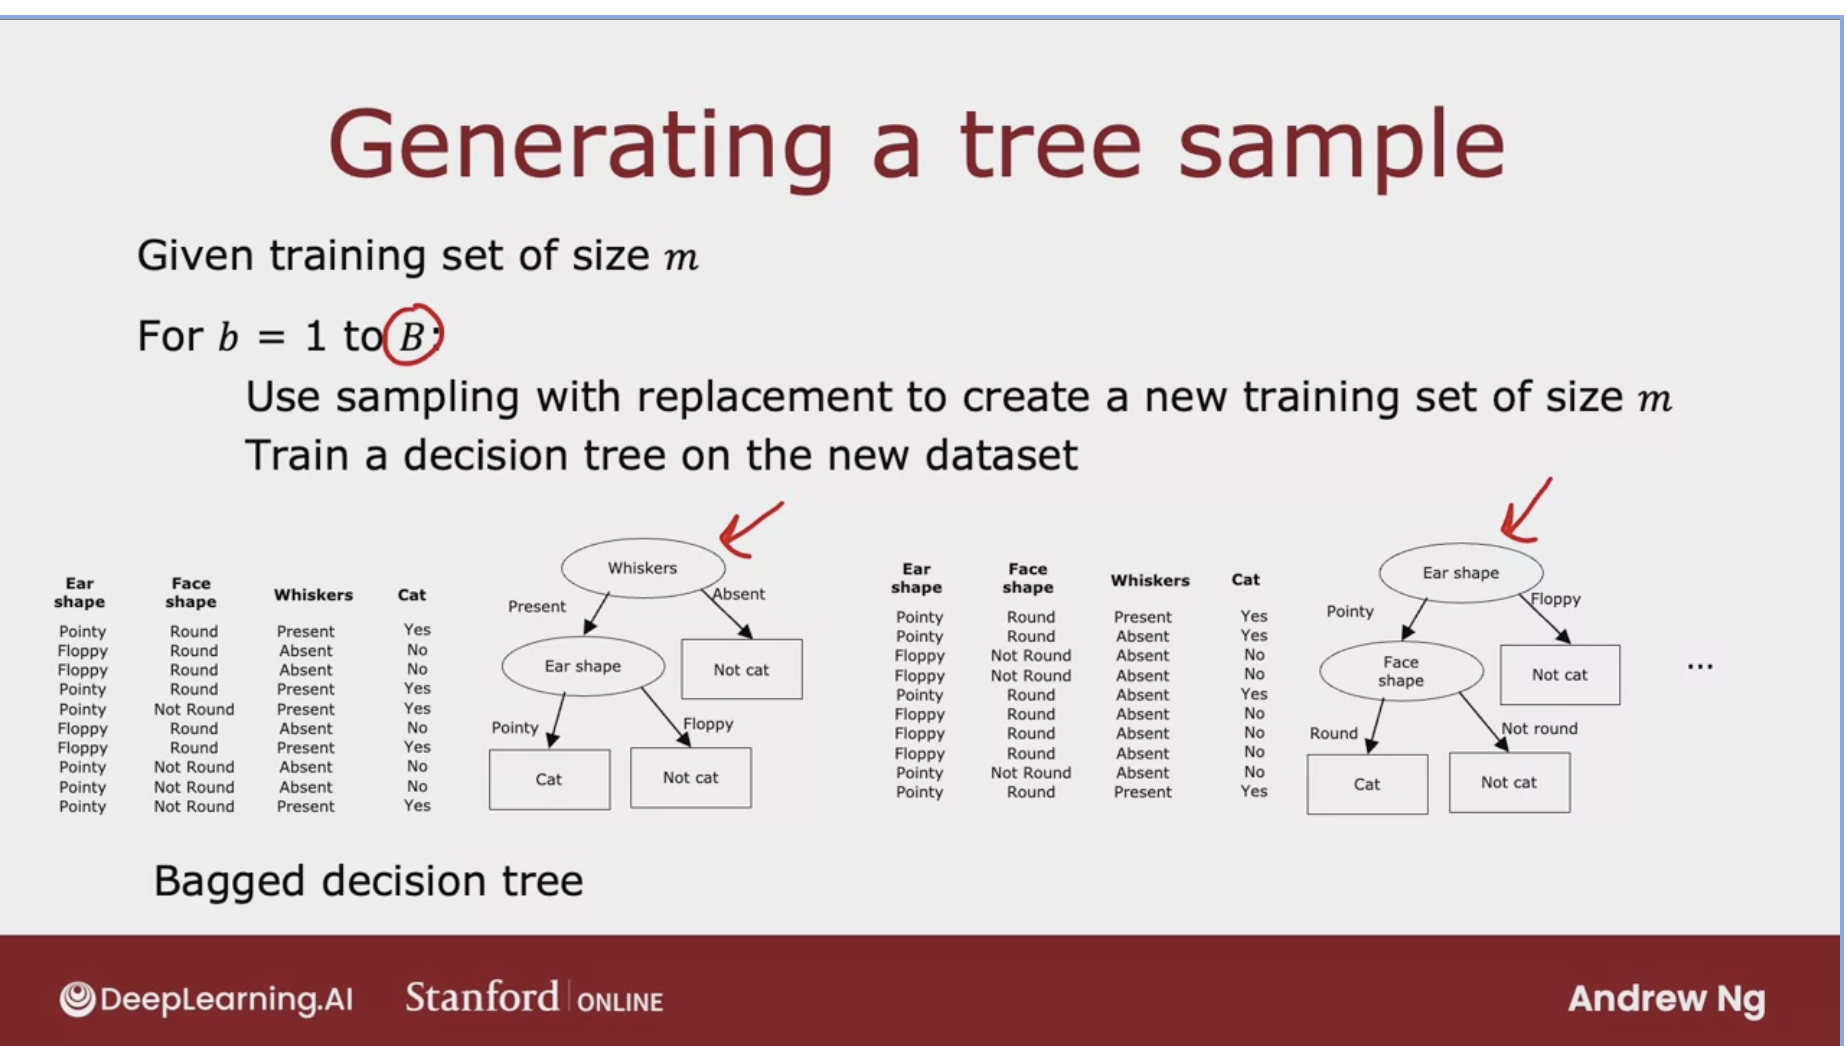 Generating a tree sample
Given training set of size m
For b = 1 to B:
Use sampling with replacement to create a new training set of size m
Train a decision tree on the new dataset
Ear shape Face shape Whiskers Cat
Pointy Round Present Yes
Floppy Round Absent No
Floppy Round Absent No
Pointy Round Present Yes
Pointy Not Round Present Yes
Floppy Round Absent No
Floppy Round Present Yes
Pointy Not Round Absent No
Pointy Not Round Absent No
Pointy Not Round Present Yes
Whiskers
Present
Absent
Ear shape
Not cat
Pointy
Floppy
Cat
Not cat
Ear shape Face shape Whiskers Cat
Pointy Round Present Yes
Pointy Round Absent Yes
Floppy Not Round Absent No
Floppy Not Round Absent No
Pointy Round Absent Yes
Floppy Round Absent No
Floppy Round Absent No
Floppy Round Absent No
Pointy Not Round Absent No
Pointy Round Present Yes
Ear shape
Pointy
Floppy
Face
shape
Not cat
Round
Not round
Cat
Not cat
...
Bagged decision tree
DeepLearning.AI Stanford ONLINE Andrew Ng